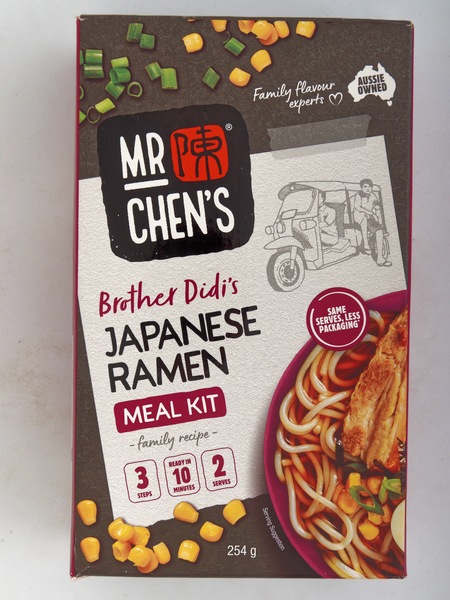 Family flavour
experts
AUSSIE
OWNED
MR
陳
®
CHEN'S
Brother Didi's
JAPANESE
RAMEN
MEAL KIT
- family recipe -
SAME
SERVES, LESS
PACKAGING*
3
STEPS
READY IN
10
MINUTES
2
SERVES
Serving Suggestion
254 g